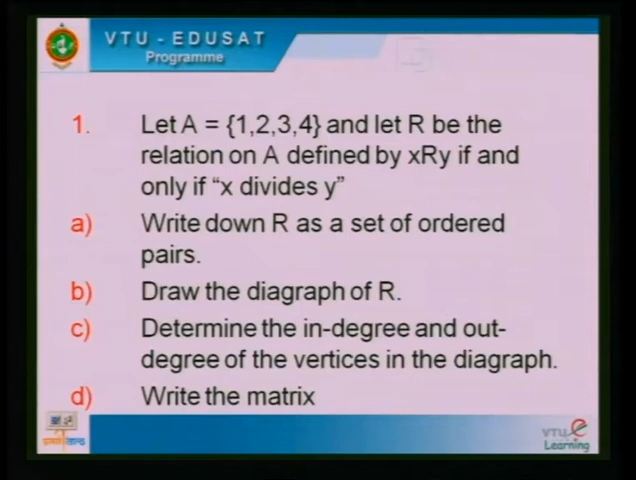 VTU - EDUSAT
Programme
1. Let A = {1,2,3,4} and let R be the
relation on A defined by xRy if and
only if “x divides y”
a) Write down R as a set of ordered
pairs.
b) Draw the diagraph of R.
c) Determine the in-degree and out-
degree of the vertices in the diagraph.
d) Write the matrix
VTU e
Learning